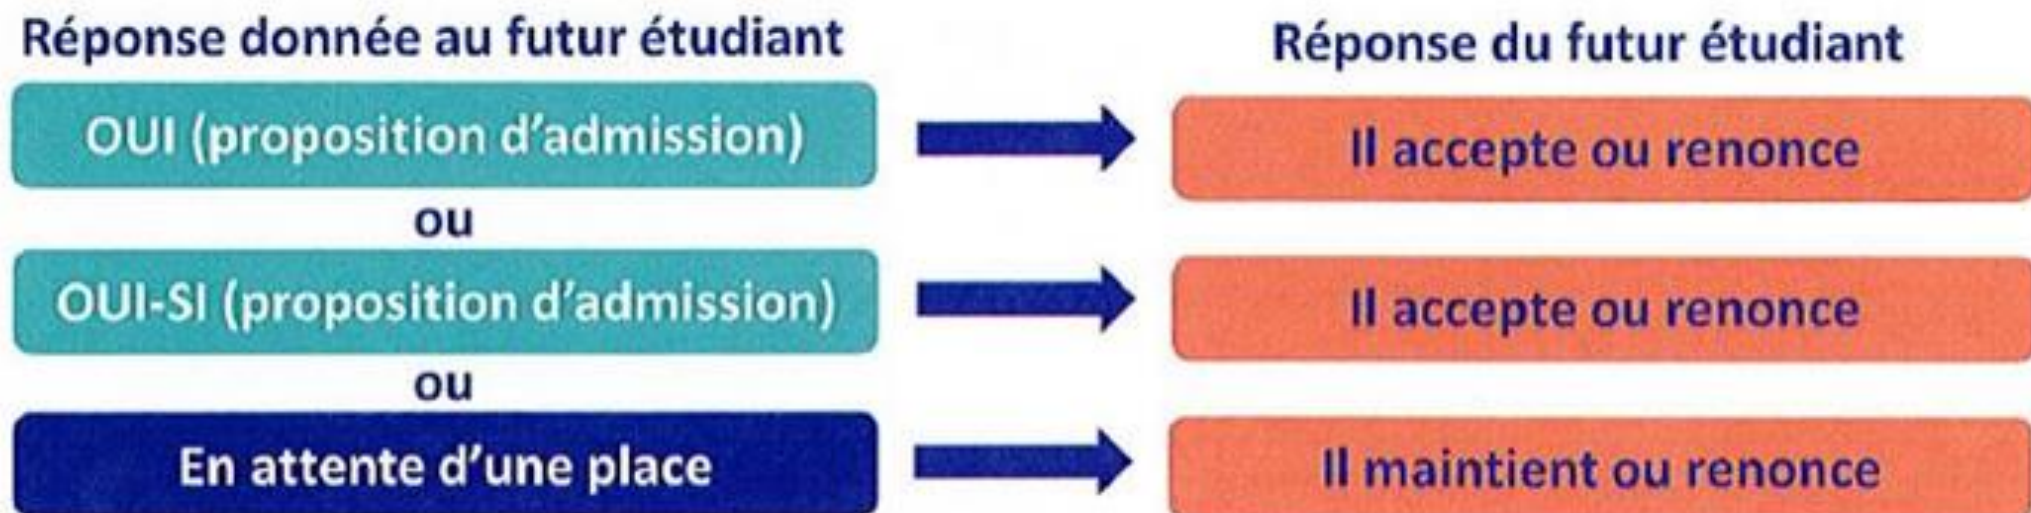 Réponse donnée au futur étudiant
Réponse du futur étudiant
OUI (proposition d'admission)
Il accepte ou renonce
ou
OUI-SI (proposition d'admission)
Il accepte ou renonce
ou
En attente d'une place
Il maintient ou renonce